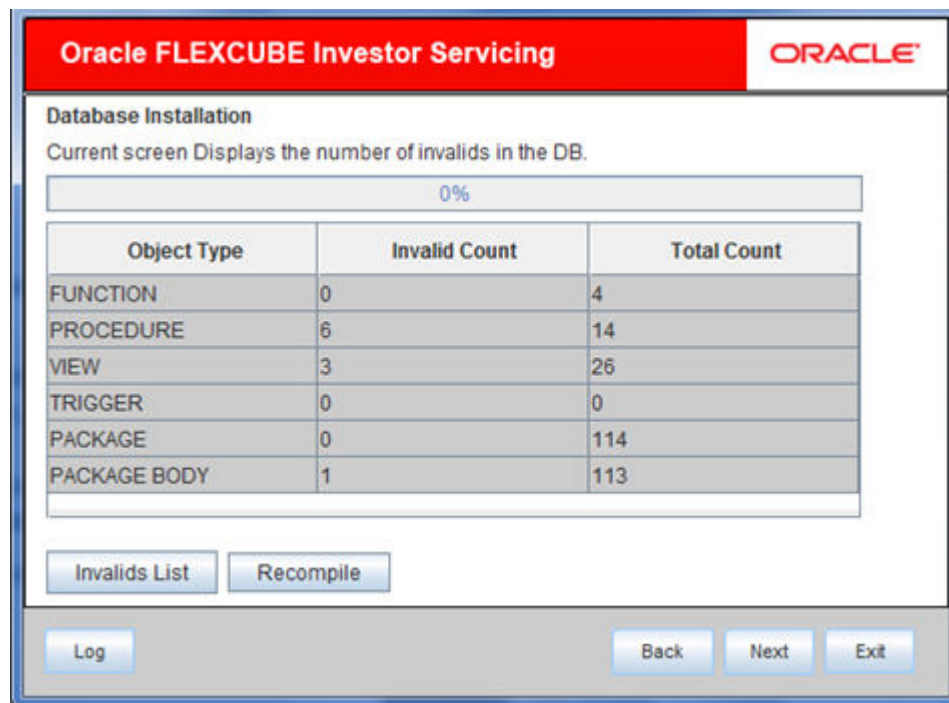 Oracle FLEXCUBE Investor Servicing
ORACLE®
Database Installation
Current screen Displays the number of invalids in the DB.
0%
Object Type Invalid Count Total Count
FUNCTION 0 4
PROCEDURE 6 14
VIEW 3 26
TRIGGER 0 0
PACKAGE 0 114
PACKAGE BODY 1 113
Invalids List Recompile
Log Back Next Exit